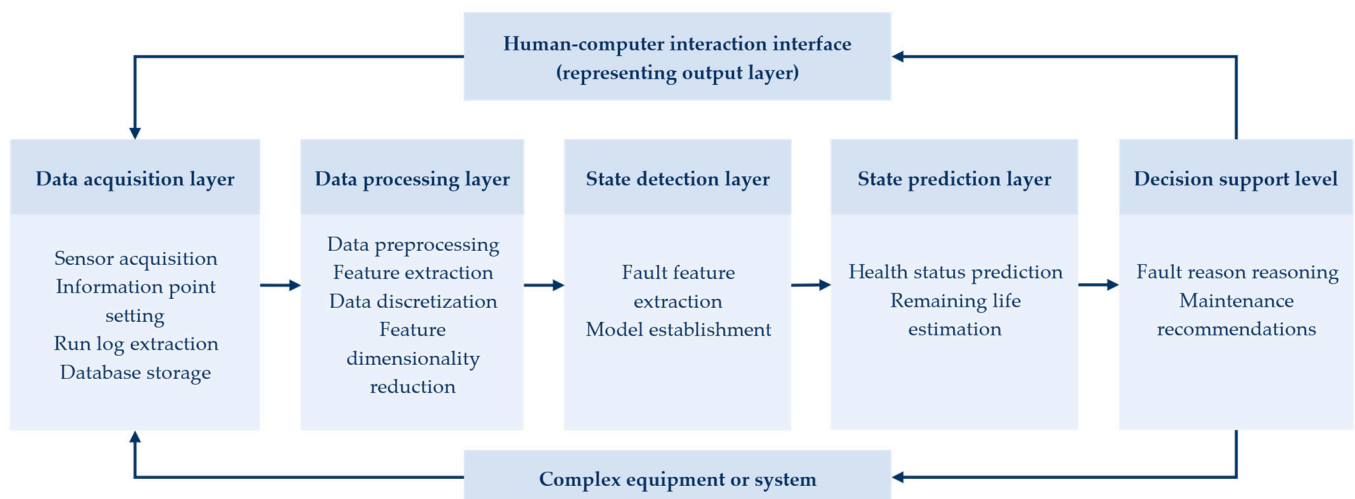 Human-computer interaction interface
(representing output layer)
Data acquisition layer
Sensor acquisition
Information point
setting
Run log extraction
Database storage
Data processing layer
Data preprocessing
Feature extraction
Data discretization
Feature
dimensionality
reduction
State detection layer
Fault feature
extraction
Model establishment
State prediction layer
Health status prediction
Remaining life
estimation
Decision support level
Fault reason reasoning
Maintenance
recommendations
Complex equipment or system